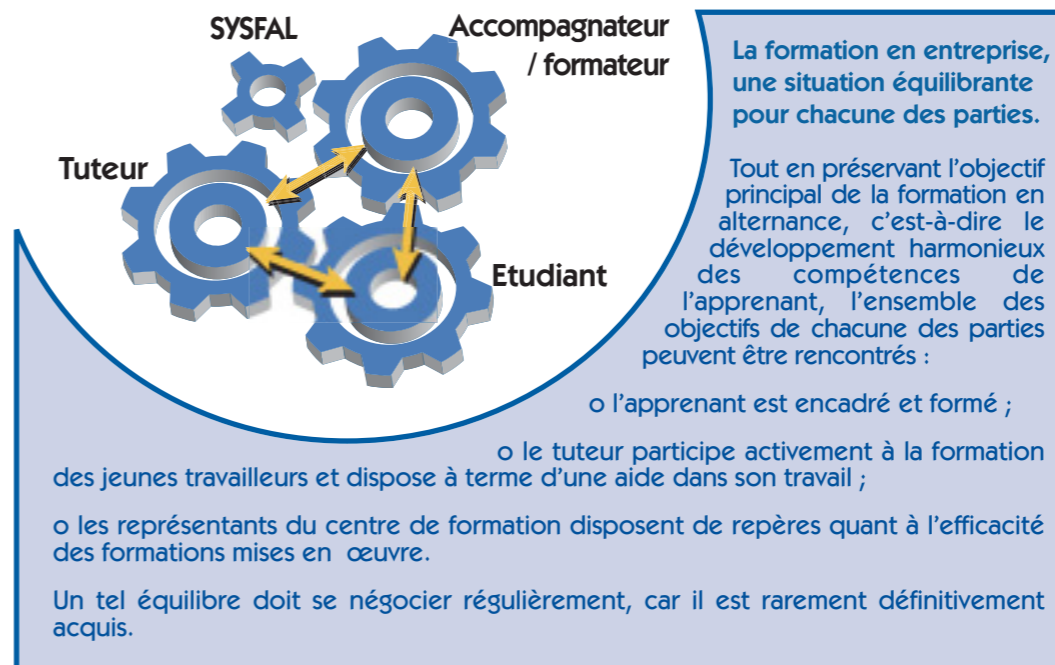 SYSFAL
Accompagnateur
/ formateur
Tuteur
Etudiant
La formation en entreprise,
une situation équilibrante
pour chacune des parties.
Tout en préservant l'objectif
principal de la formation en
alternance, c'est-à-dire le
développement harmonieux
des compétences de
l'apprenant, l'ensemble des
objectifs de chacune des parties
peuvent être rencontrés :
o l'apprenant est encadré et formé ;
o le tuteur participe activement à la formation
des jeunes travailleurs et dispose à terme d'une aide dans son travail ;
o les représentants du centre de formation disposent de repères quant à l'efficacité
des formations mises en œuvre.
Un tel équilibre doit se négocier régulièrement, car il est rarement définitivement
acquis.